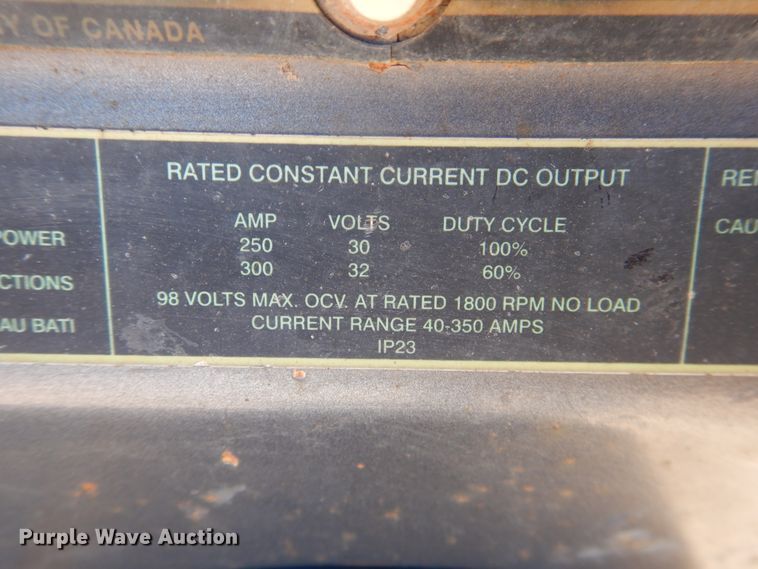 Y OF CANADA
POWER
CTIONS
AU BATI
RATED CONSTANT CURRENT DC OUTPUT
AMP VOLTS DUTY CYCLE
250 30 100%
300 32 60%
98 VOLTS MAX. OCV. AT RATED 1800 RPM NO LOAD
CURRENT RANGE 40-350 AMPS
IP23
REM
CAU
Purple Wave Auction